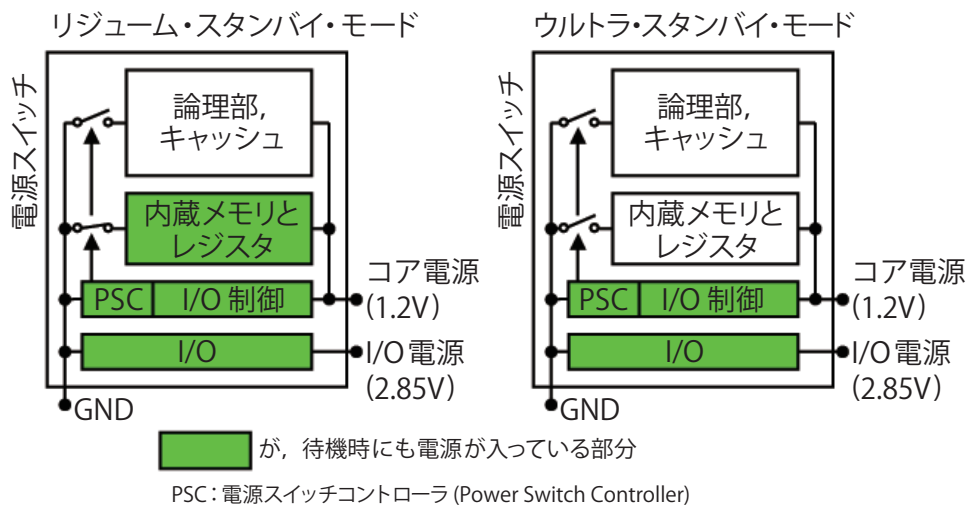 リジューム・スタンバイ・モード
電源スイッチ
論理部,
キャッシュ
内蔵メモリと
レジスタ
PSC
I/O 制御
I/O
コア電源
(1.2V)
I/O電源
(2.85V)
GND
ウルトラ・スタンバイ・モード
電源スイッチ
論理部,
キャッシュ
内蔵メモリと
レジスタ
PSC
I/O 制御
I/O
コア電源
(1.2V)
I/O電源
(2.85V)
GND
が, 待機時にも電源が入っている部分
PSC:電源スイッチコントローラ (Power Switch Controller)